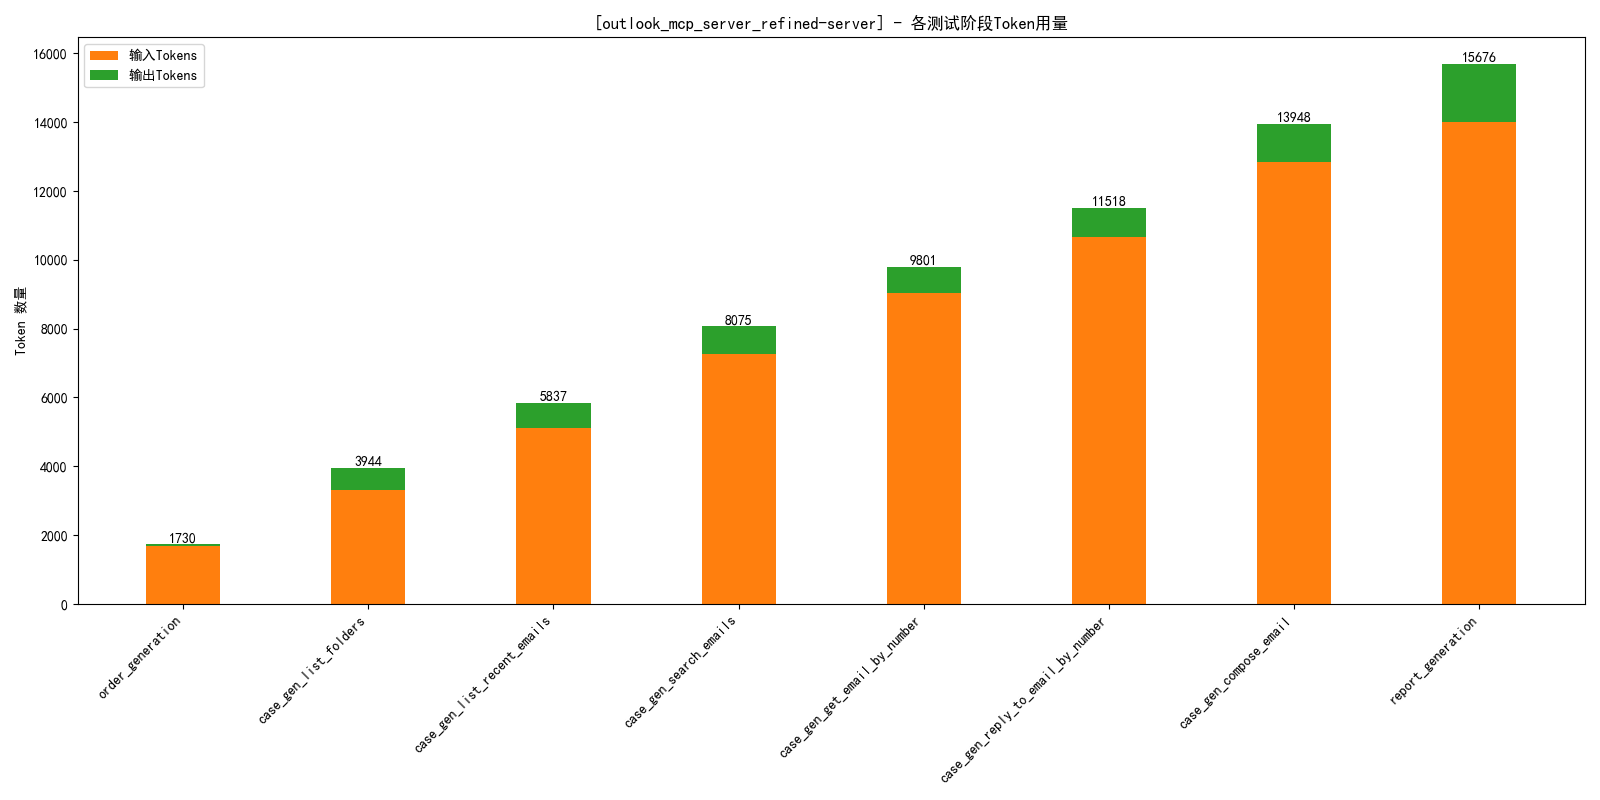 [outlook_mcp_server_refined-server] - 各测试阶段Token用量
输入Tokens
输出Tokens
Token 数量
16000
14000
12000
10000
8000
6000
4000
2000
0
1730
3944
5837
8075
9801
11518
13948
15676
order_generation
case_gen_list_folders
case_gen_list_recent_emails
case_gen_search_emails
case_gen_get_email_by_number
case_gen_reply_to_email_by_number
case_gen_compose_email
report_generation